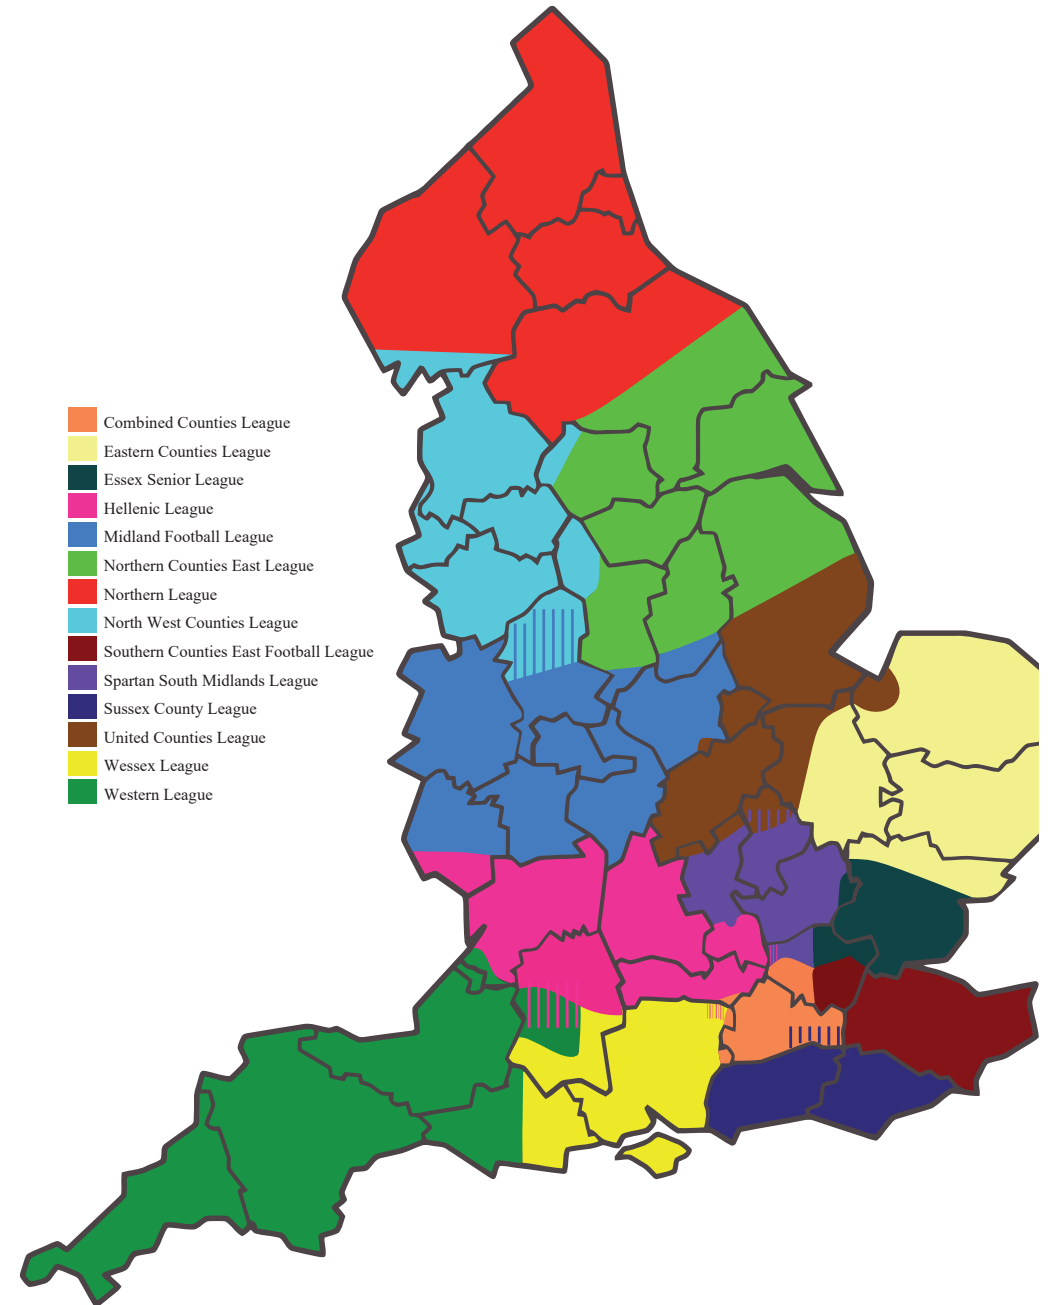 Combined Counties League
Eastern Counties League
Essex Senior League
Hellenic League
Midland Football League
Northern Counties East League
Northern League
North West Counties League
Southern Counties East Football League
Spartan South Midlands League
Sussex County League
United Counties League
Wessex League
Western League